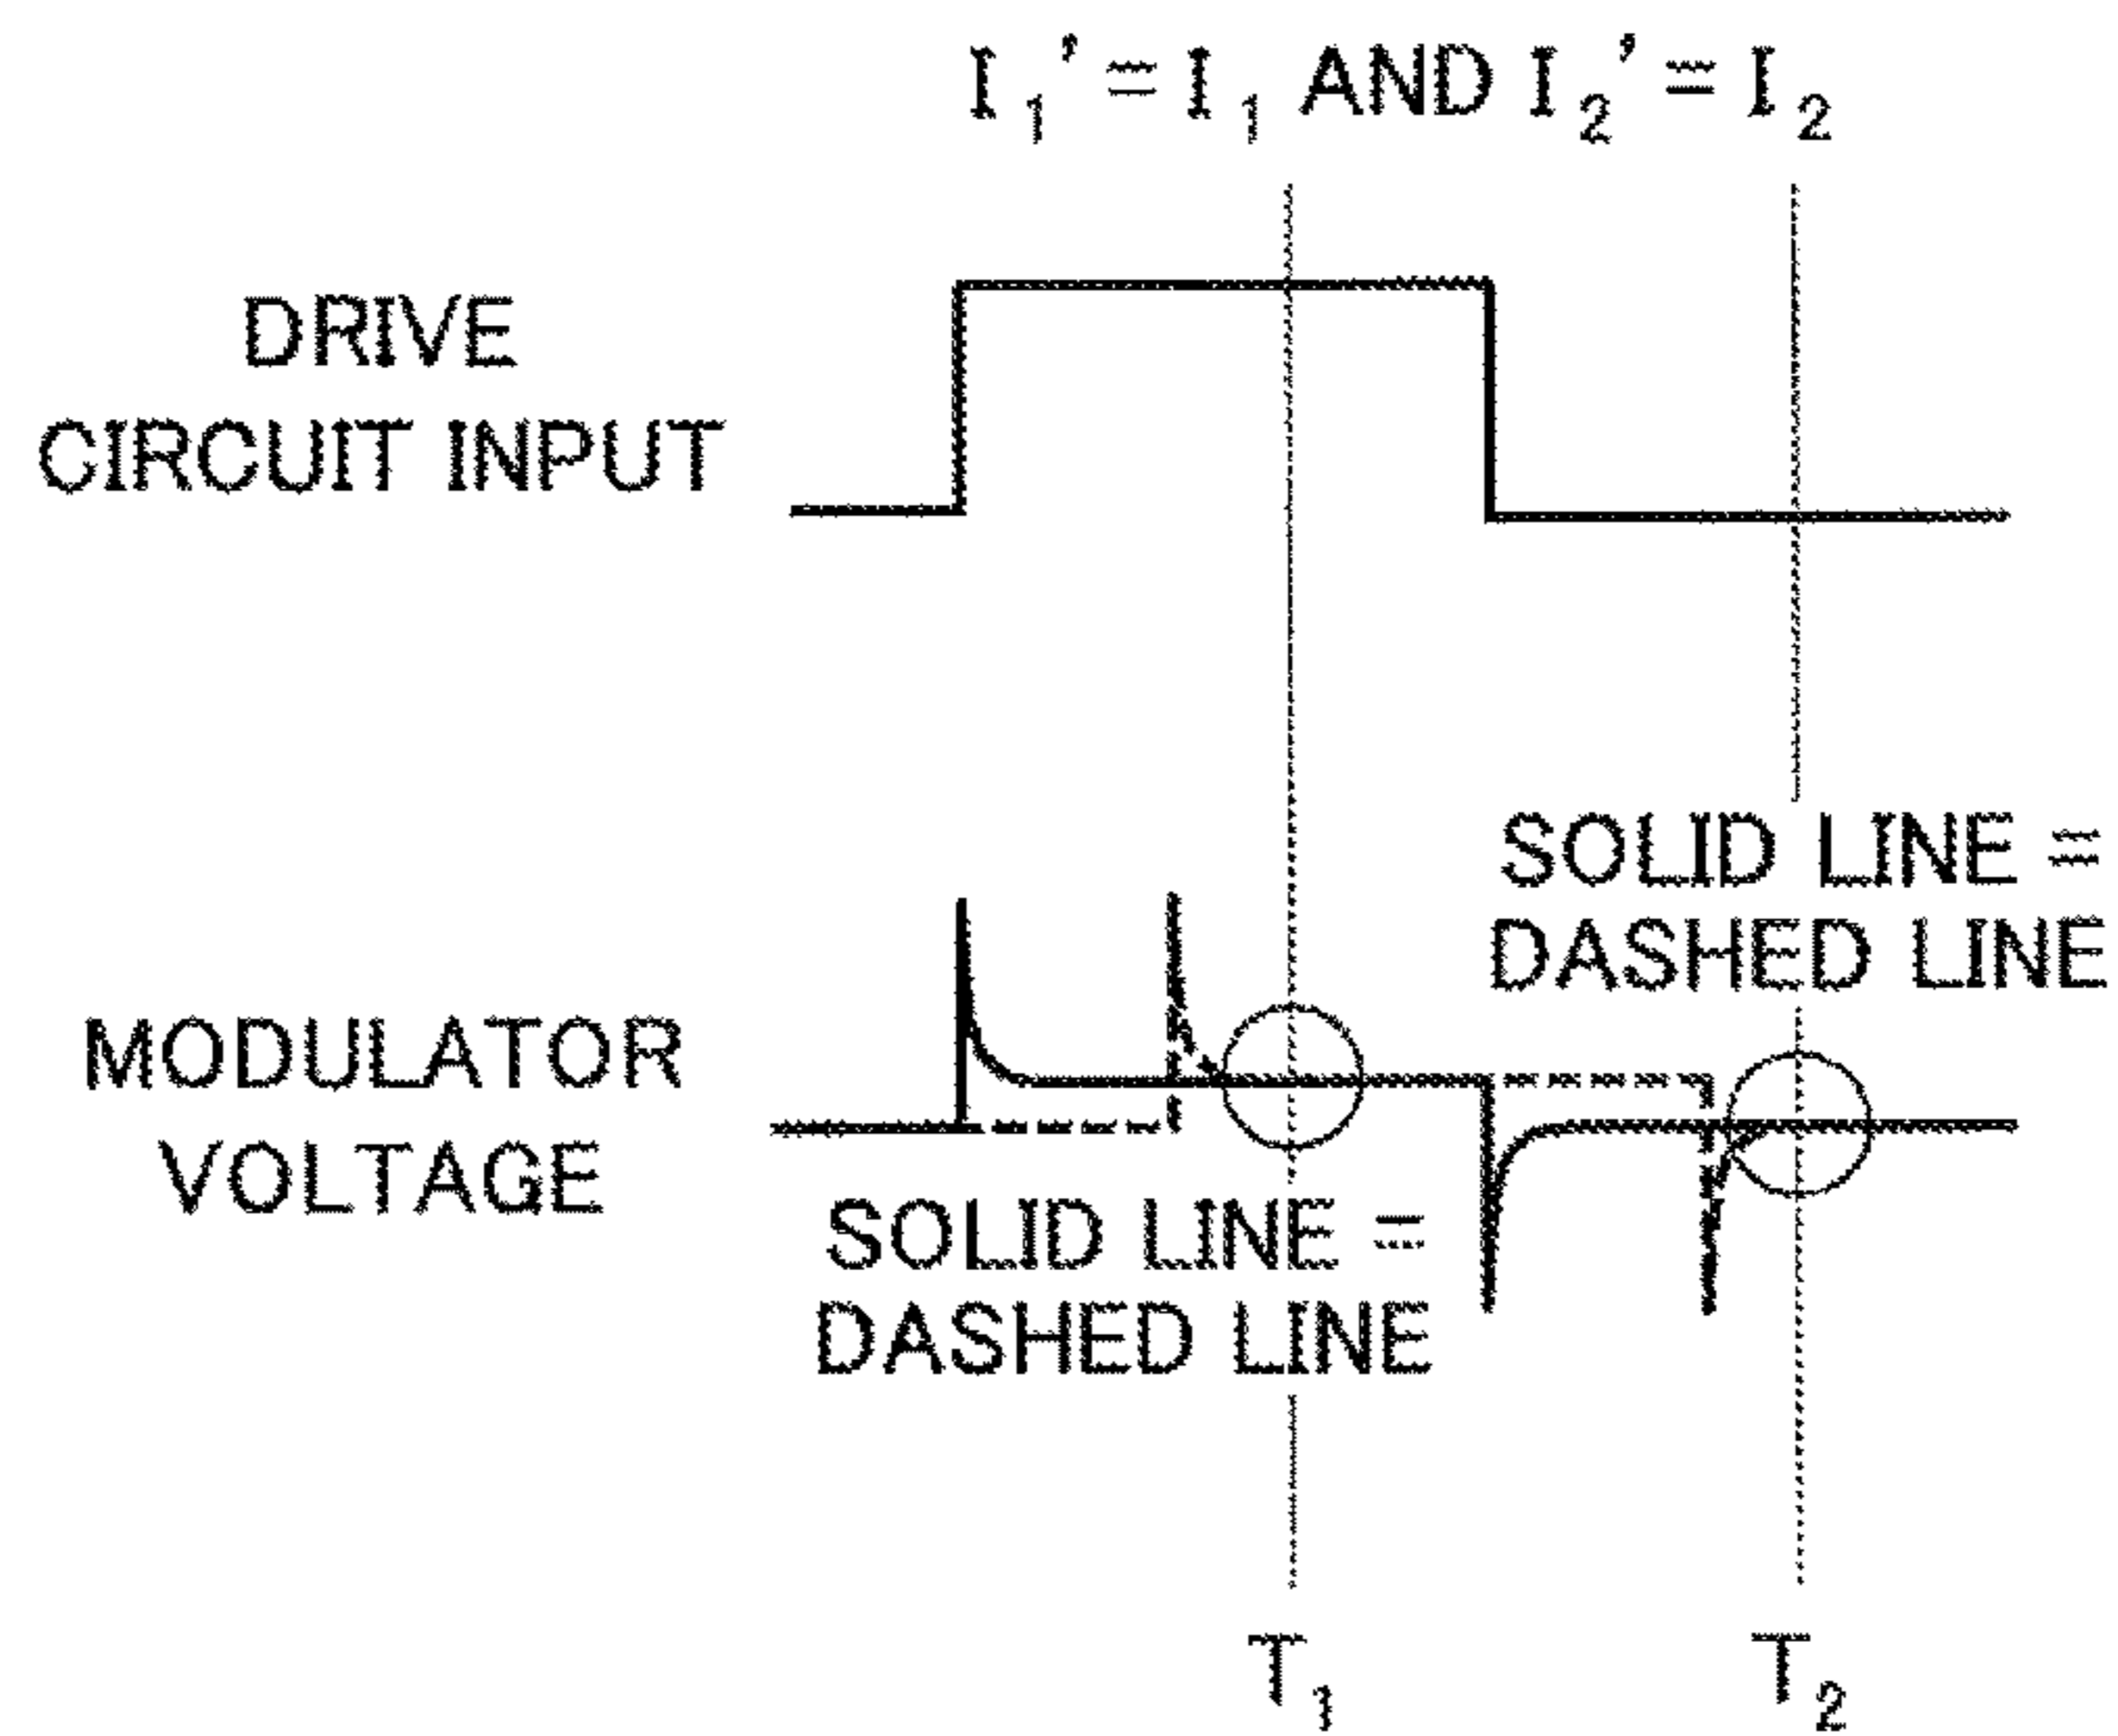 I₁' = I₁ AND I₂' = I₂
DRIVE
CIRCUIT INPUT
SOLID LINE =
DASHED LINE
MODULATOR
VOLTAGE
SOLID LINE =
DASHED LINE
T₁
T₂